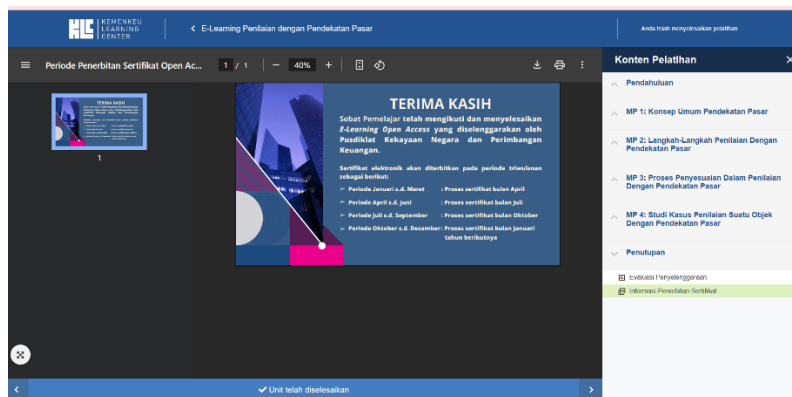 KEMENKEU
LEARNING
CENTER
E-Learning Penilaian dengan Pendekatan Pasar
Anda telah menyelesaikan pelatihan
Periode Penerbitan Sertifikat Open Ac...
1 / 1
40%
1
TERIMA KASIH
Sobat Pemelajar telah mengikuti dan menyelesaikan
E-Learning Open Access yang diselenggarakan oleh
Pusdiklat Kekayaan Negara dan Perimbangan
Keuangan.
Sertifikat elektronik akan diterbitkan pada periode triwulanan
sebagai berikut:
➢ Periode Januari s.d. Maret : Proses sertifikat bulan April
➢ Periode April s.d. Juni : Proses sertifikat bulan Juli
➢ Periode Juli s.d. September : Proses sertifikat bulan Oktober
➢ Periode Oktober s.d. Desember: Proses sertifikat bulan Januari
tahun berikutnya
Konten Pelatihan
Pendahuluan
MP 1: Konsep Umum Pendekatan Pasar
MP 2: Langkah-Langkah Penilaian Dengan
Pendekatan Pasar
MP 3: Proses Penyesuaian Dalam Penilaian
Dengan Pendekatan Pasar
MP 4: Studi Kasus Penilaian Suatu Objek
Dengan Pendekatan Pasar
Penutupan
Evaluasi Penyelenggaraan
Informasi Penerbitan Sertifikat
Unit telah diselesaikan